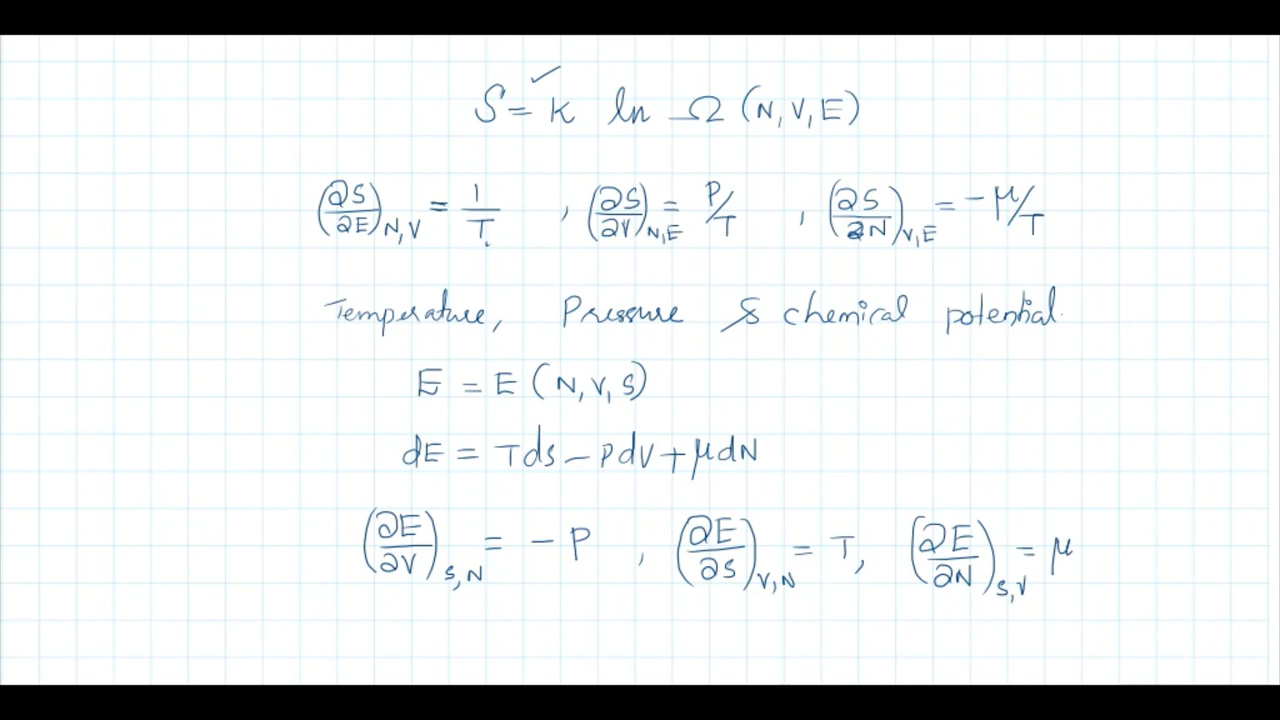 S = k ln Ω (N, V, E)
(∂S/∂E)N,V = 1/T , (∂S/∂V)N,E = P/T , (∂S/∂N)V,E = -μ/T
Temperature, Pressure & chemical potential.
E = E (N, V, S)
dE = TdS - PdV + μdN
(∂E/∂V)S,N = - P , (∂E/∂S)V,N = T, (∂E/∂N)S,V = μ